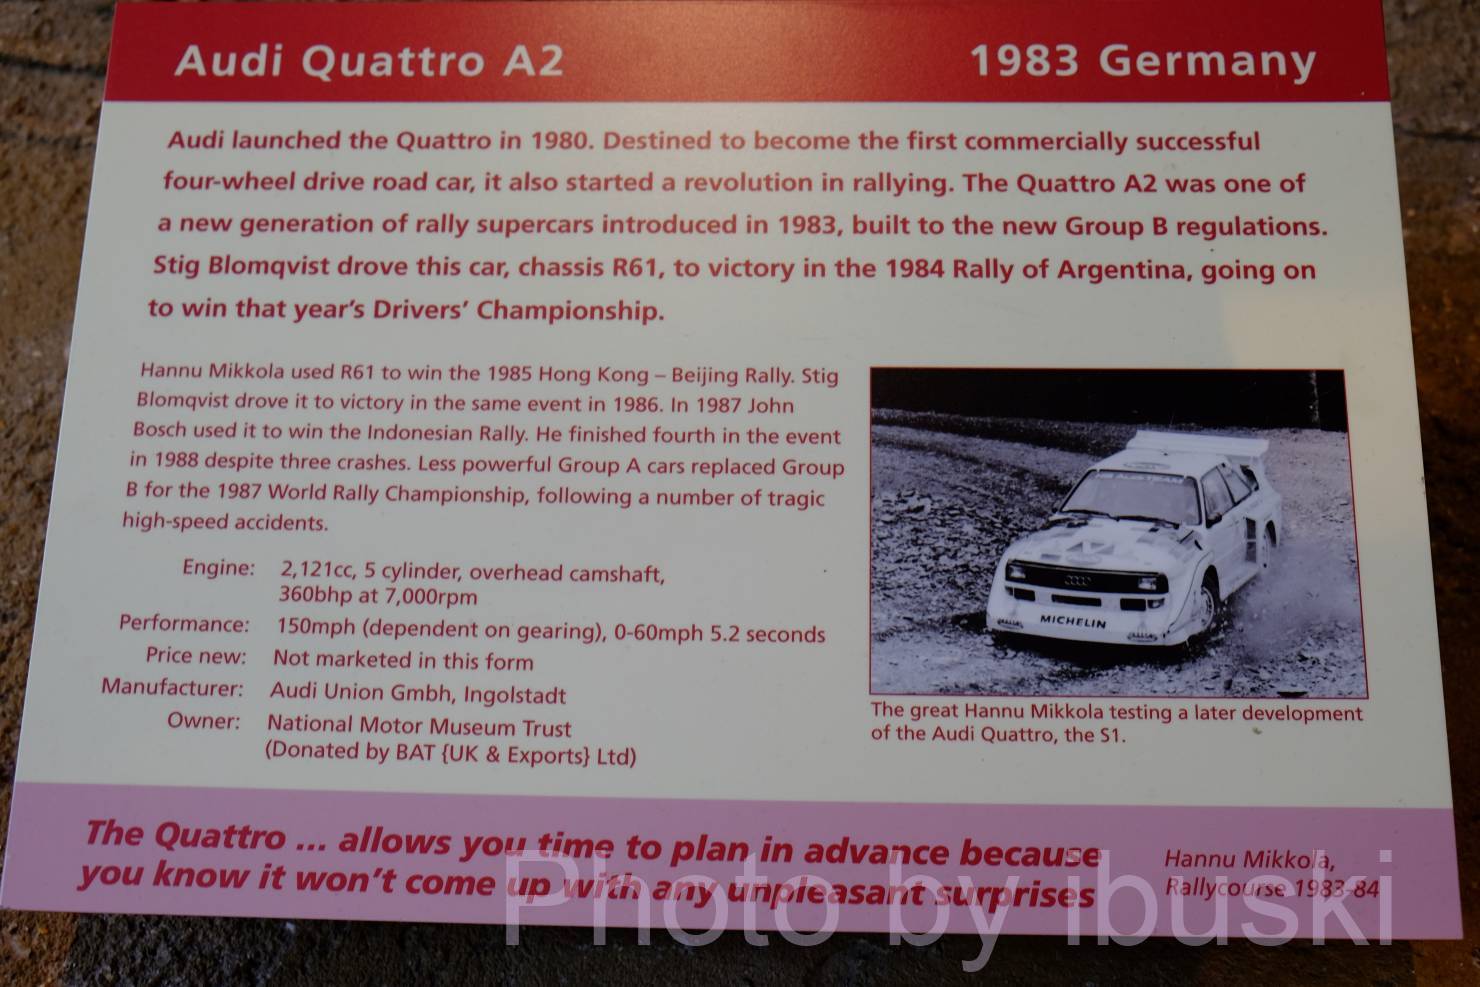 Audi Quattro A2
1983 Germany
Audi launched the Quattro in 1980. Destined to become the first commercially successful
four-wheel drive road car, it also started a revolution in rallying. The Quattro A2 was one of
a new generation of rally supercars introduced in 1983, built to the new Group B regulations.
Stig Blomqvist drove this car, chassis R61, to victory in the 1984 Rally of Argentina, going on
to win that year's Drivers' Championship.
Hannu Mikkola used R61 to win the 1985 Hong Kong – Beijing Rally. Stig
Blomqvist drove it to victory in the same event in 1986. In 1987 John
Bosch used it to win the Indonesian Rally. He finished fourth in the event
in 1988 despite three crashes. Less powerful Group A cars replaced Group
B for the 1987 World Rally Championship, following a number of tragic
high-speed accidents.
Engine: 2,121cc, 5 cylinder, overhead camshaft,
360bhp at 7,000rpm
Performance: 150mph (dependent on gearing), 0-60mph 5.2 seconds
Price new: Not marketed in this form
Manufacturer: Audi Union Gmbh, Ingolstadt
Owner: National Motor Museum Trust
(Donated by BAT {UK & Exports} Ltd)
MICHELIN
The great Hannu Mikkola testing a later development
of the Audi Quattro, the S1.
The Quattro ... allows you time to plan in advance because
you know it won't come up with any unpleasant surprises
Hannu Mikkola,
Rallycourse 1983-84
Photo by ibuski